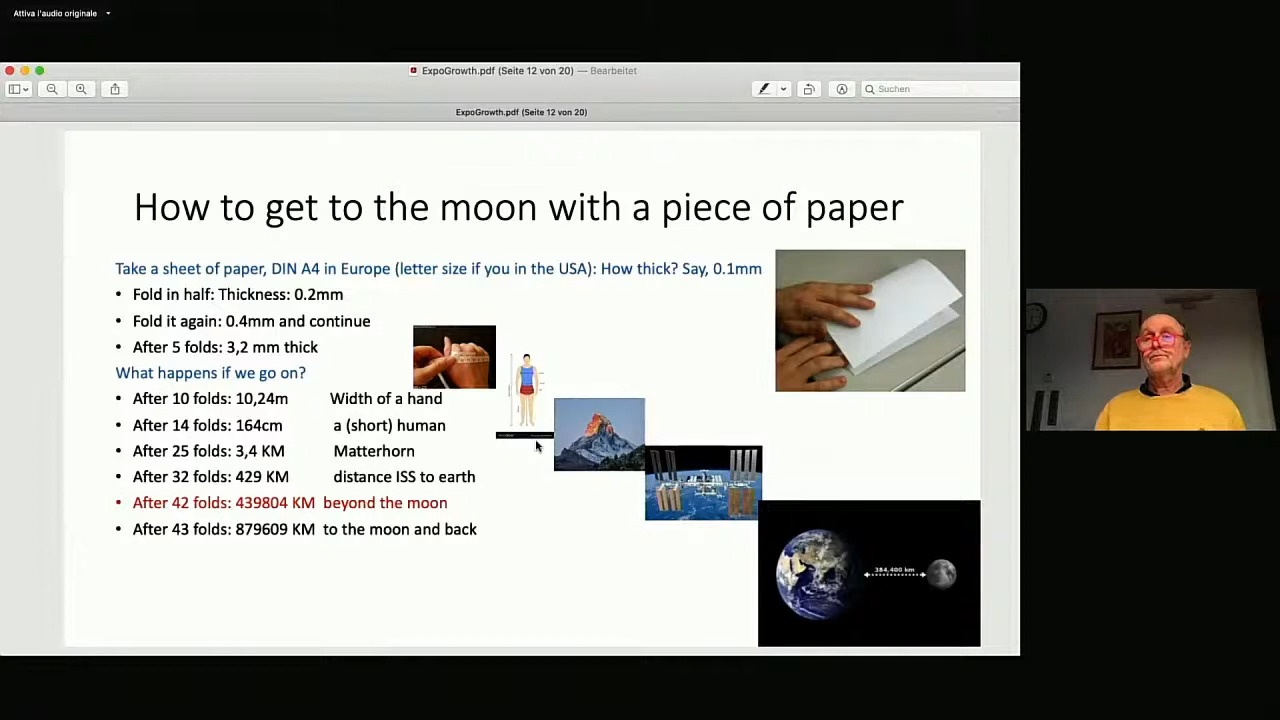 Attiva l'audio originale
ExpoGrowth.pdf (Seite 12 von 20) — Bearbeitet
Suchen
ExpoGrowth.pdf (Seite 12 von 20)
How to get to the moon with a piece of paper
Take a sheet of paper, DIN A4 in Europe (letter size if you in the USA): How thick? Say, 0.1mm
• Fold in half: Thickness: 0.2mm
• Fold it again: 0.4mm and continue
• After 5 folds: 3,2 mm thick
What happens if we go on?
• After 10 folds: 10,24m Width of a hand
• After 14 folds: 164cm a (short) human
• After 25 folds: 3,4 KM Matterhorn
• After 32 folds: 429 KM distance ISS to earth
• After 42 folds: 439804 KM beyond the moon
• After 43 folds: 879609 KM to the moon and back
384,400 km